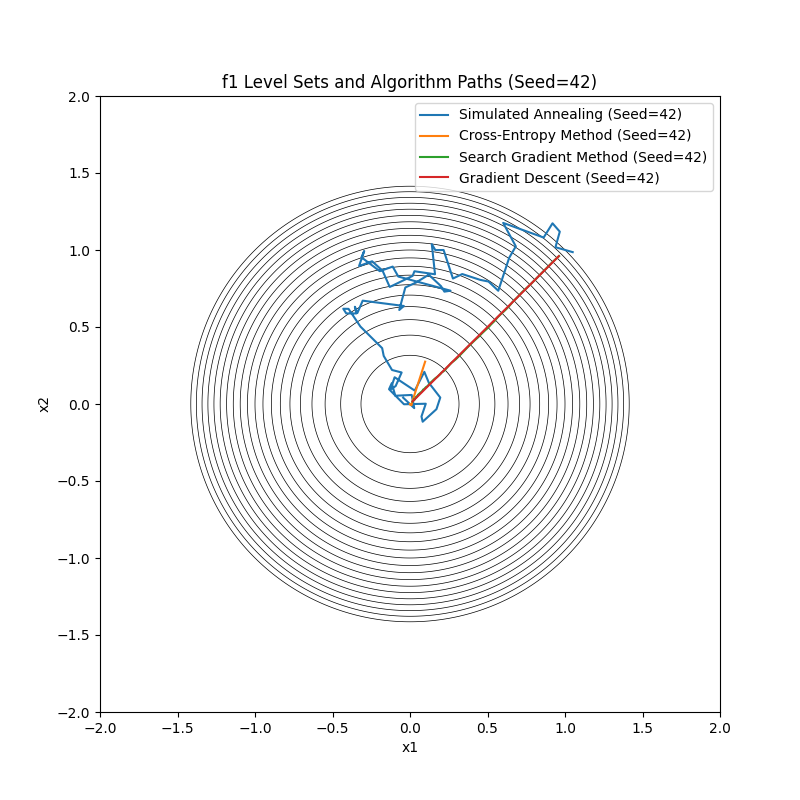 f1 Level Sets and Algorithm Paths (Seed=42)
Simulated Annealing (Seed=42)
Cross-Entropy Method (Seed=42)
Search Gradient Method (Seed=42)
Gradient Descent (Seed=42)
2.0
1.5
1.0
0.5
0.0
−0.5
−1.0
−1.5
−2.0
x2
−2.0 −1.5 −1.0 −0.5 0.0 0.5 1.0 1.5 2.0
x1